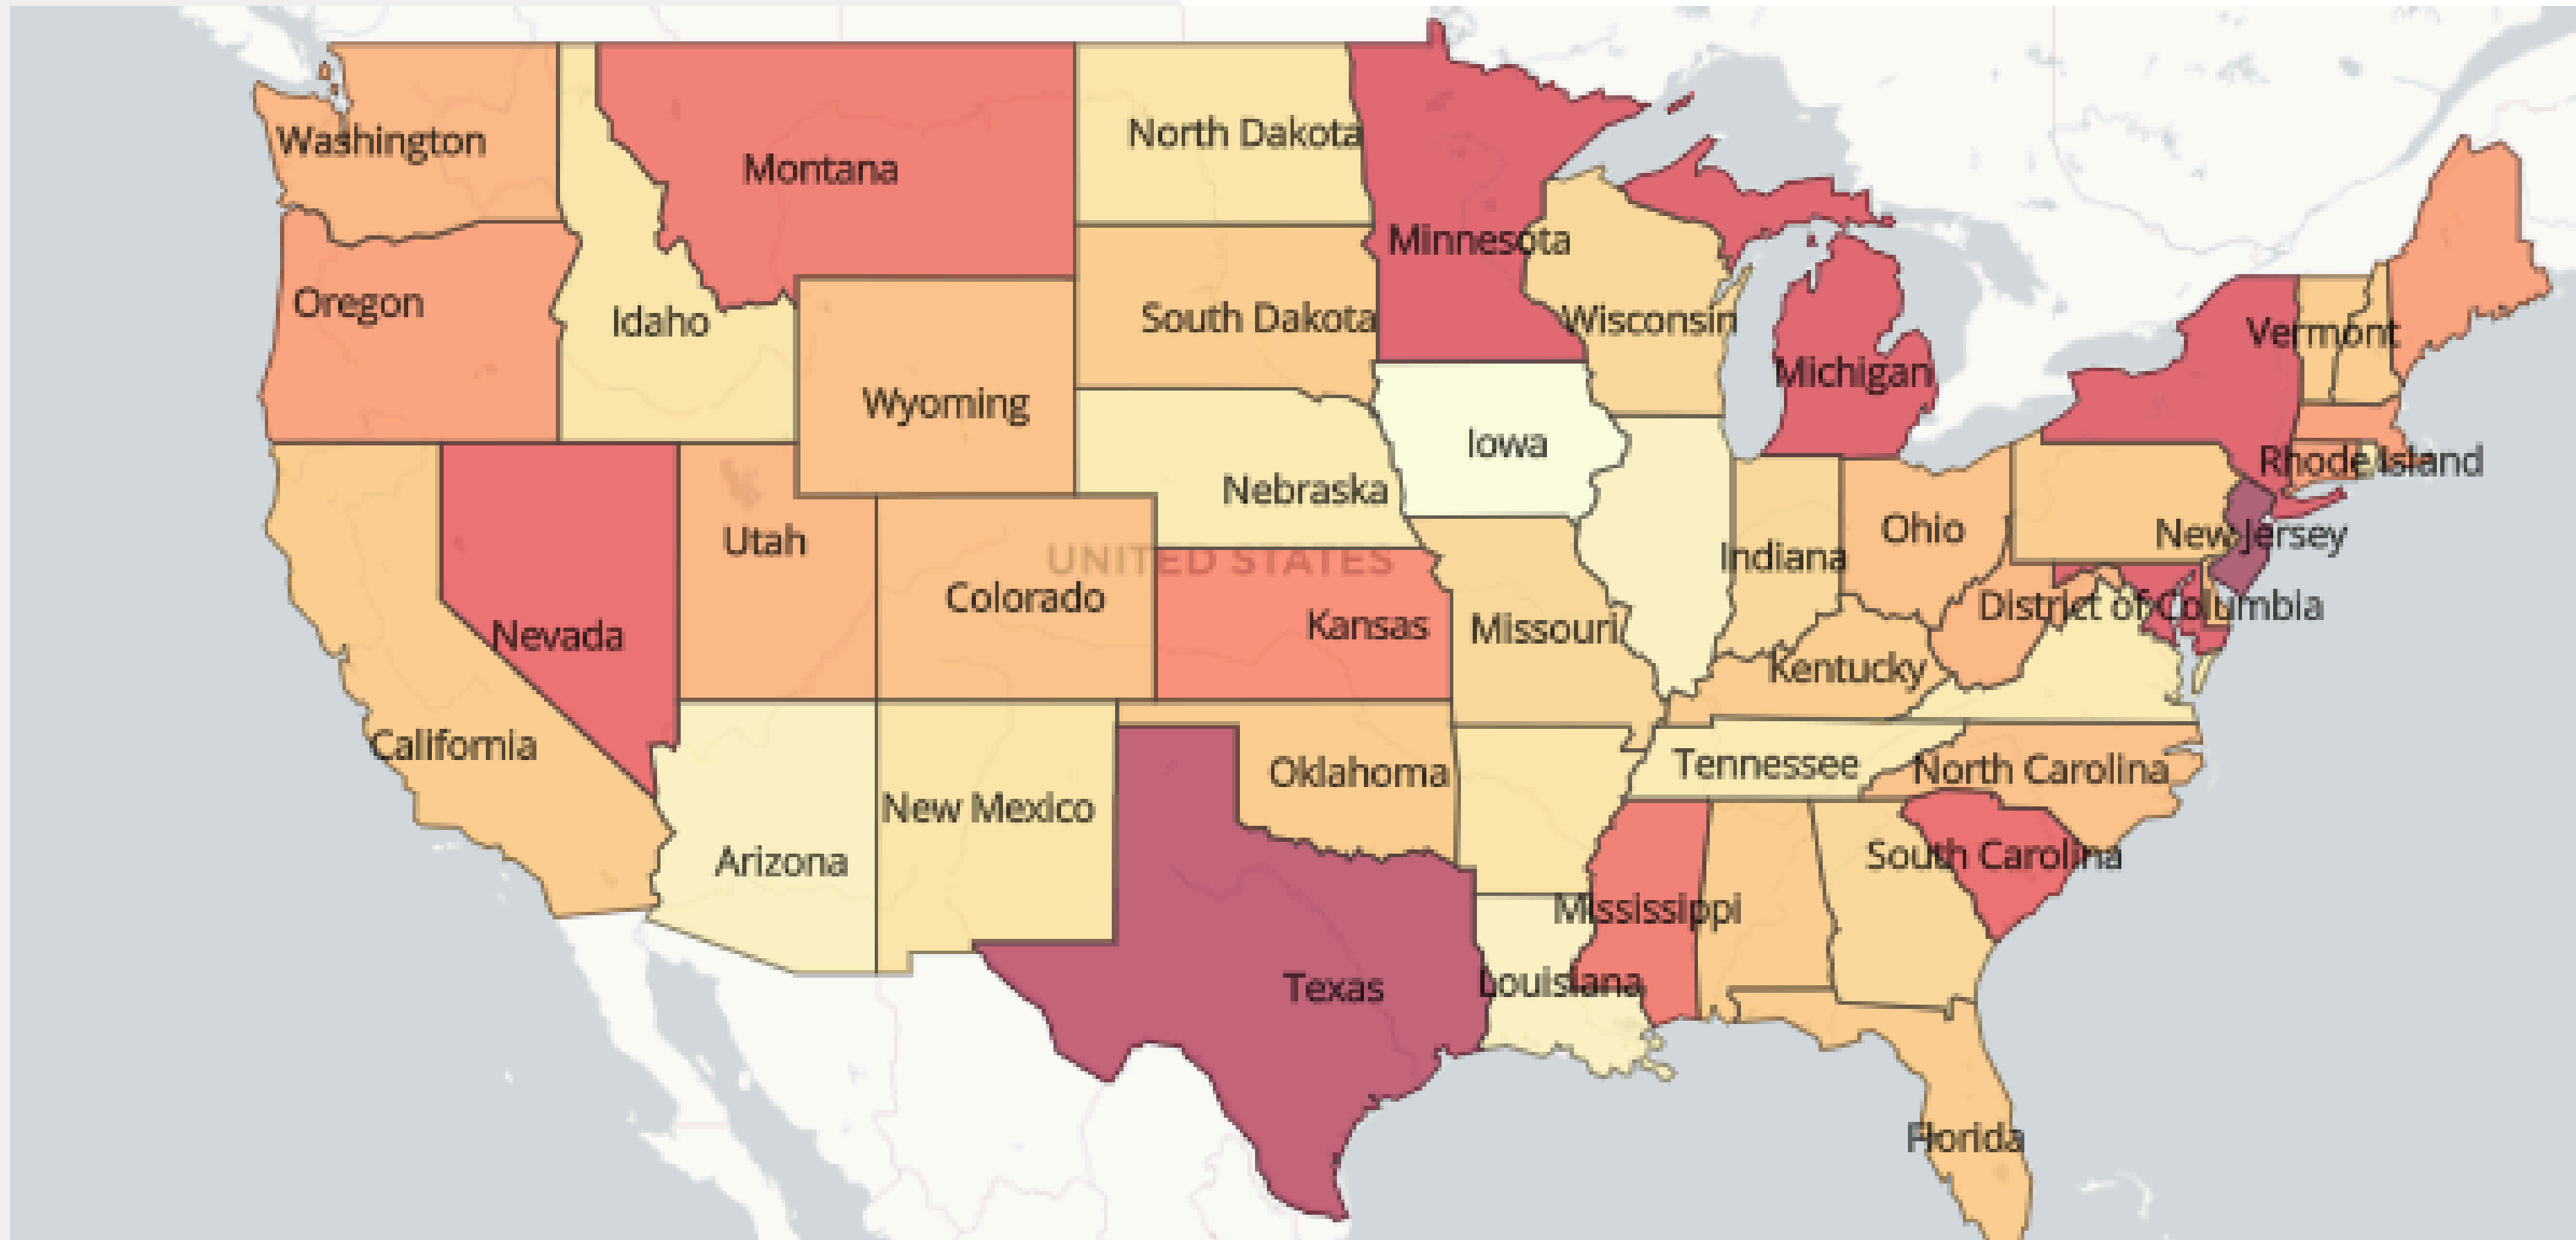 Washington
Montana
North Dakota
Minnesota
Oregon
Idaho
South Dakota
Wisconsin
Vermont
Michigan
Wyoming
Iowa
Rhode Island
Nebraska
Utah
Ohio
New Jersey
Indiana
UNITED STATES
Colorado
District of Columbia
Kansas
Missouri
Nevada
Kentucky
California
Tennessee
North Carolina
Oklahoma
New Mexico
Arizona
South Carolina
Mississippi
Louisiana
Texas
Florida